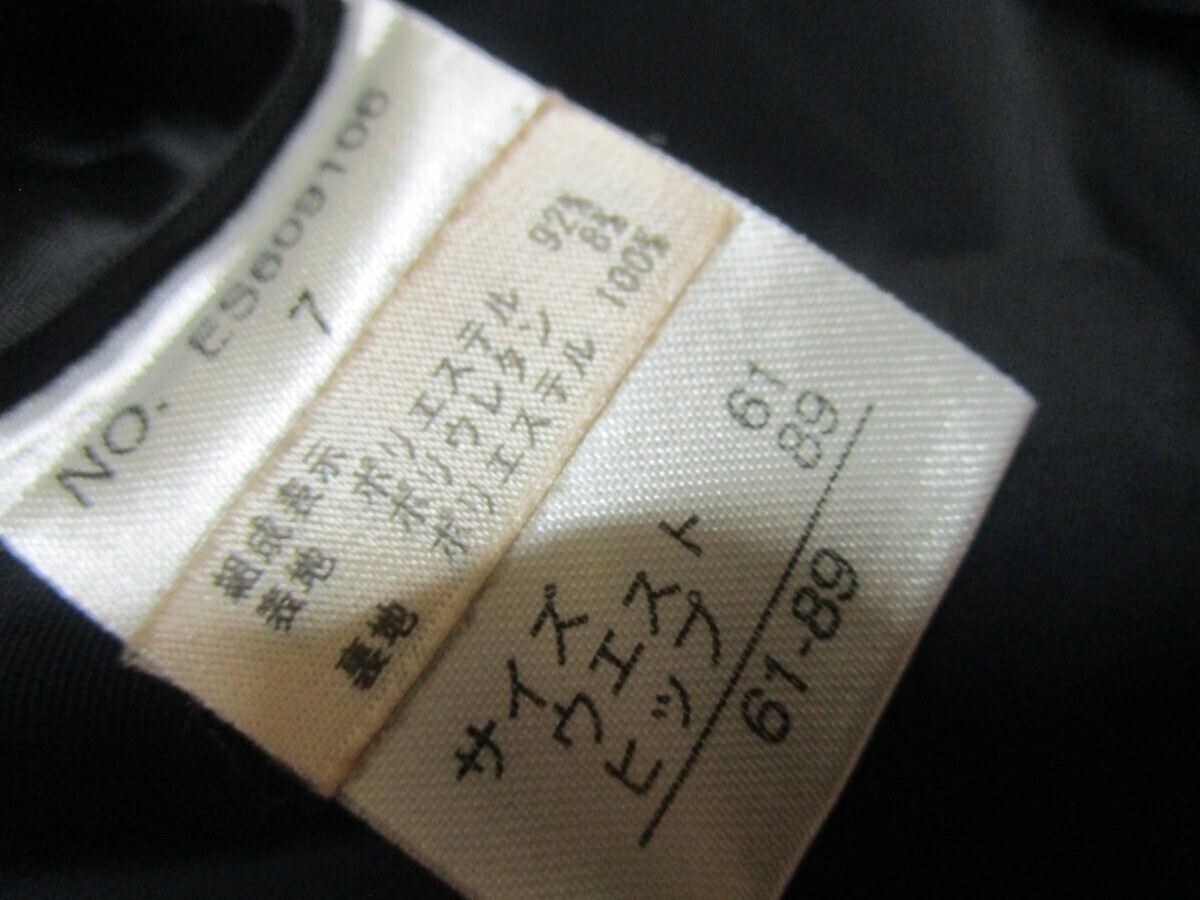 NO. ES609106
7
組成表示
表地 ポリエステル 92%
ポリウレタン 8%
裏地 ポリエステル 100%
サイズ
ウエスト 61
ヒップ 89
61-89